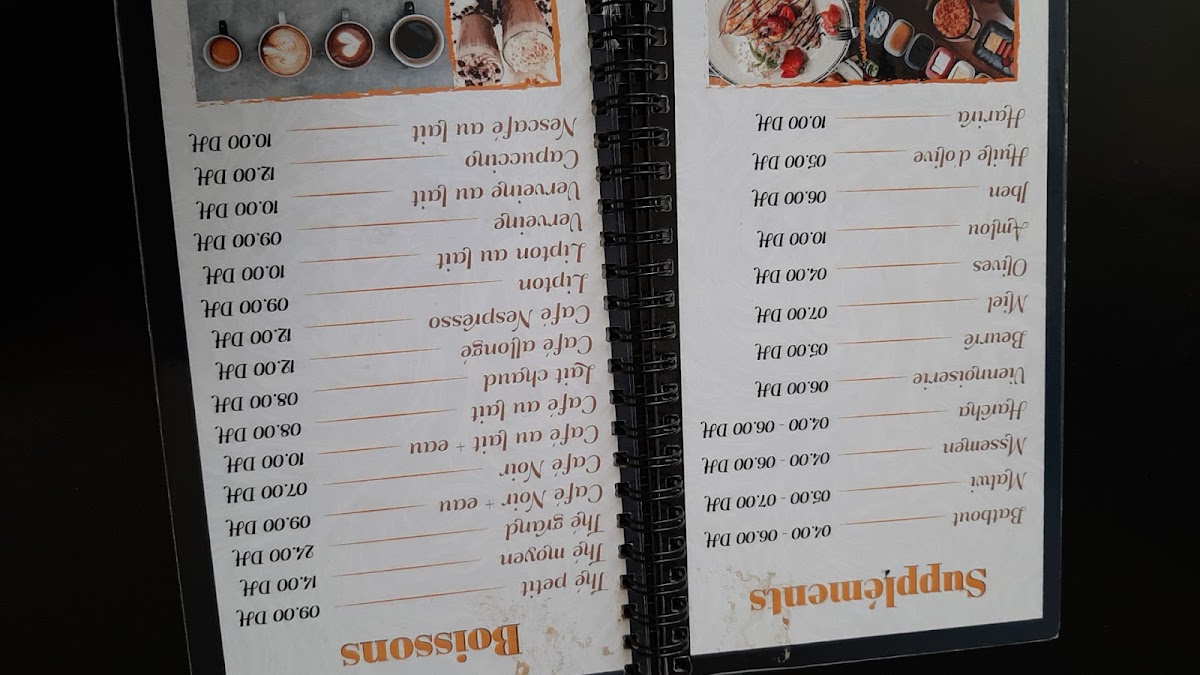 Suppléments
Batbout 04.00 - 06.00 DH
Malwi 05.00 - 07.00 DH
Mssemen 04.00 - 06.00 DH
Harcha 04.00 - 06.00 DH
Viennoiserie 06.00 DH
Beurre 05.00 DH
Miel 07.00 DH
Olives 04.00 DH
Amlou 10.00 DH
Jben 06.00 DH
Huile d'olive 05.00 DH
Harira 10.00 DH
Boissons
Thé petit 09.00 DH
Thé moyen 14.00 DH
Thé grand 24.00 DH
Café Noir + eau 09.00 DH
Café Noir 07.00 DH
Café au lait + eau 10.00 DH
Café au lait 08.00 DH
Lait chaud 08.00 DH
Café allongé 12.00 DH
Café Nespresso 12.00 DH
Lipton 09.00 DH
Lipton au lait 10.00 DH
Verveine 09.00 DH
Verveine au lait 10.00 DH
Capuccino 12.00 DH
Nescafé au lait 10.00 DH